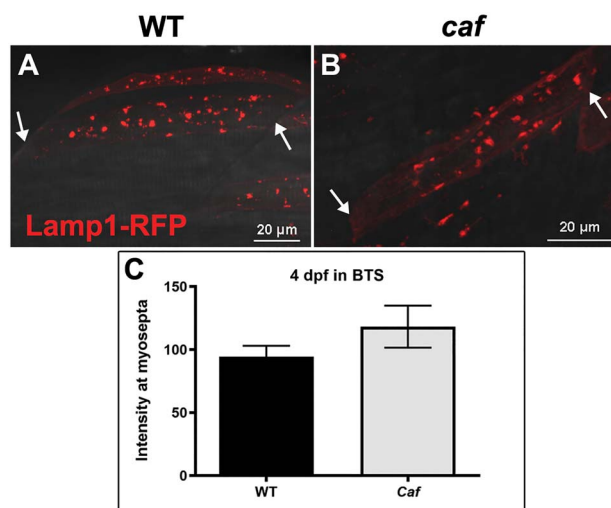 WT caf
A B
Lamp1-RFP 20 µm 20 µm
C
4 dpf in BTS
Intensity at myosepta
150
100
50
0
WT Caf